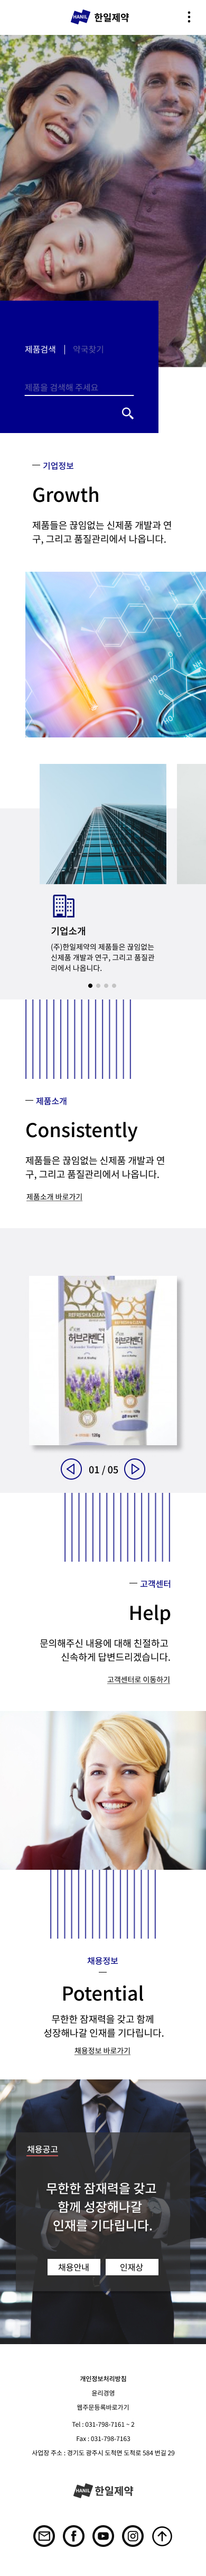 HANIL 한일제약
제품검색 | 약국찾기
제품을 검색해 주세요
기업정보
Growth
제품들은 끊임없는 신제품 개발과 연
구, 그리고 품질관리에서 나옵니다.
기업소개
(주)한일제약의 제품들은 끊임없는
신제품 개발과 연구, 그리고 품질관
리에서 나옵니다.
제품소개
Consistently
제품들은 끊임없는 신제품 개발과 연
구, 그리고 품질관리에서 나옵니다.
제품소개 바로가기
REFRESH & CLEAN
허브라벤더
허브라벤더
120g
01 / 05
고객센터
Help
문의해주신 내용에 대해 친절하고
신속하게 답변드리겠습니다.
고객센터로 이동하기
채용정보
Potential
무한한 잠재력을 갖고 함께
성장해나갈 인재를 기다립니다.
채용정보 바로가기
채용공고
무한한 잠재력을 갖고
함께 성장해나갈
인재를 기다립니다.
채용안내 인재상
개인정보처리방침
윤리경영
웹주문등록바로가기
Tel : 031-798-7161 ~ 2
Fax : 031-798-7163
사업장 주소 : 경기도 광주시 도척면 도척로 584 번길 29
HANIL 한일제약